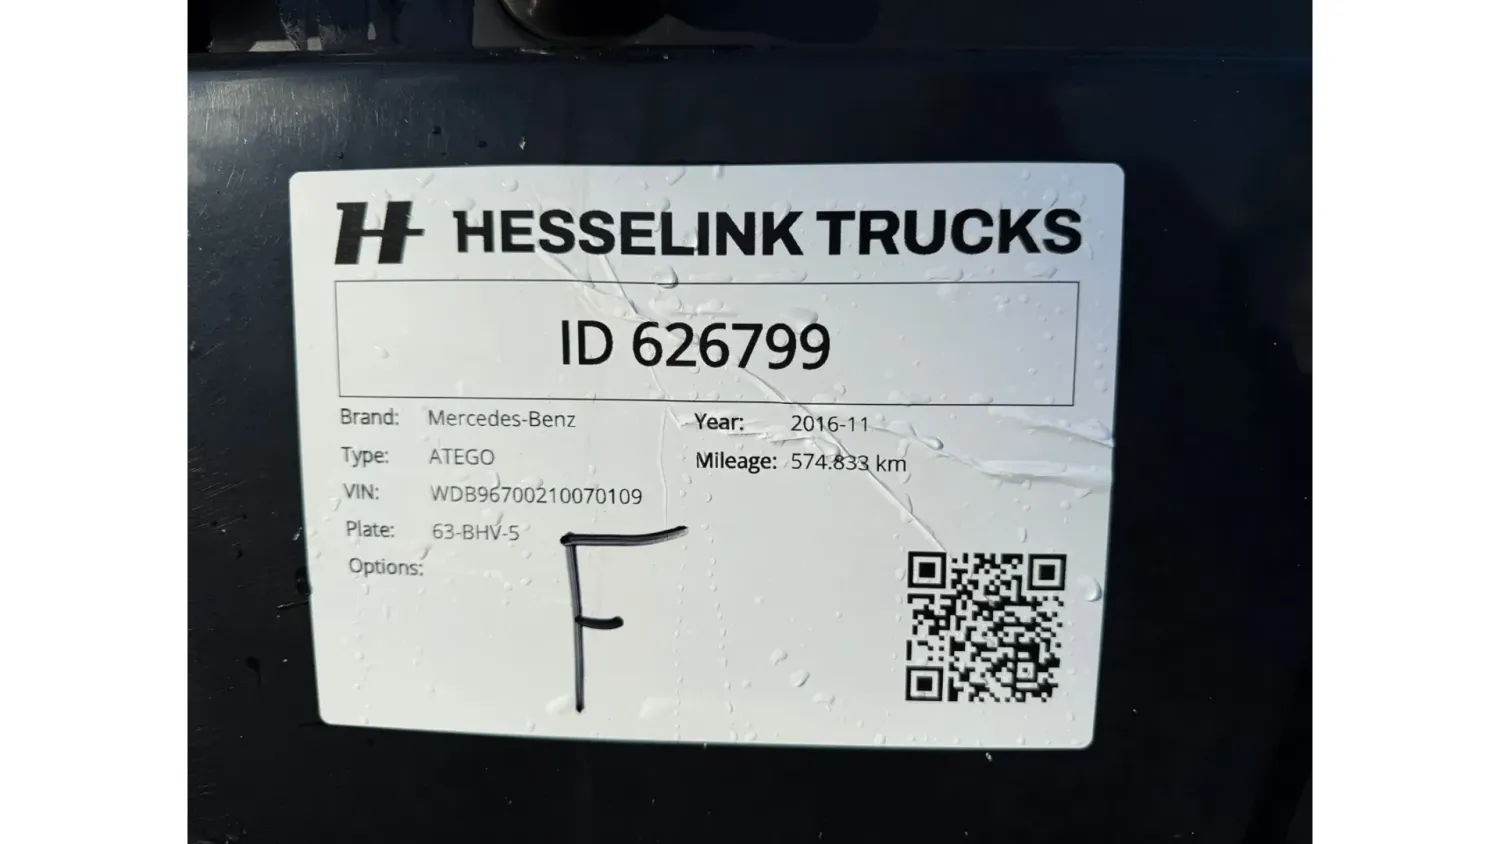 H HESSELINK TRUCKS
ID 626799
Brand: Mercedes-Benz Year: 2016-11
Type: ATEGO Mileage: 574.833 km
VIN: WDB96700210070109
Plate: 63-BHV-5
Options:
F